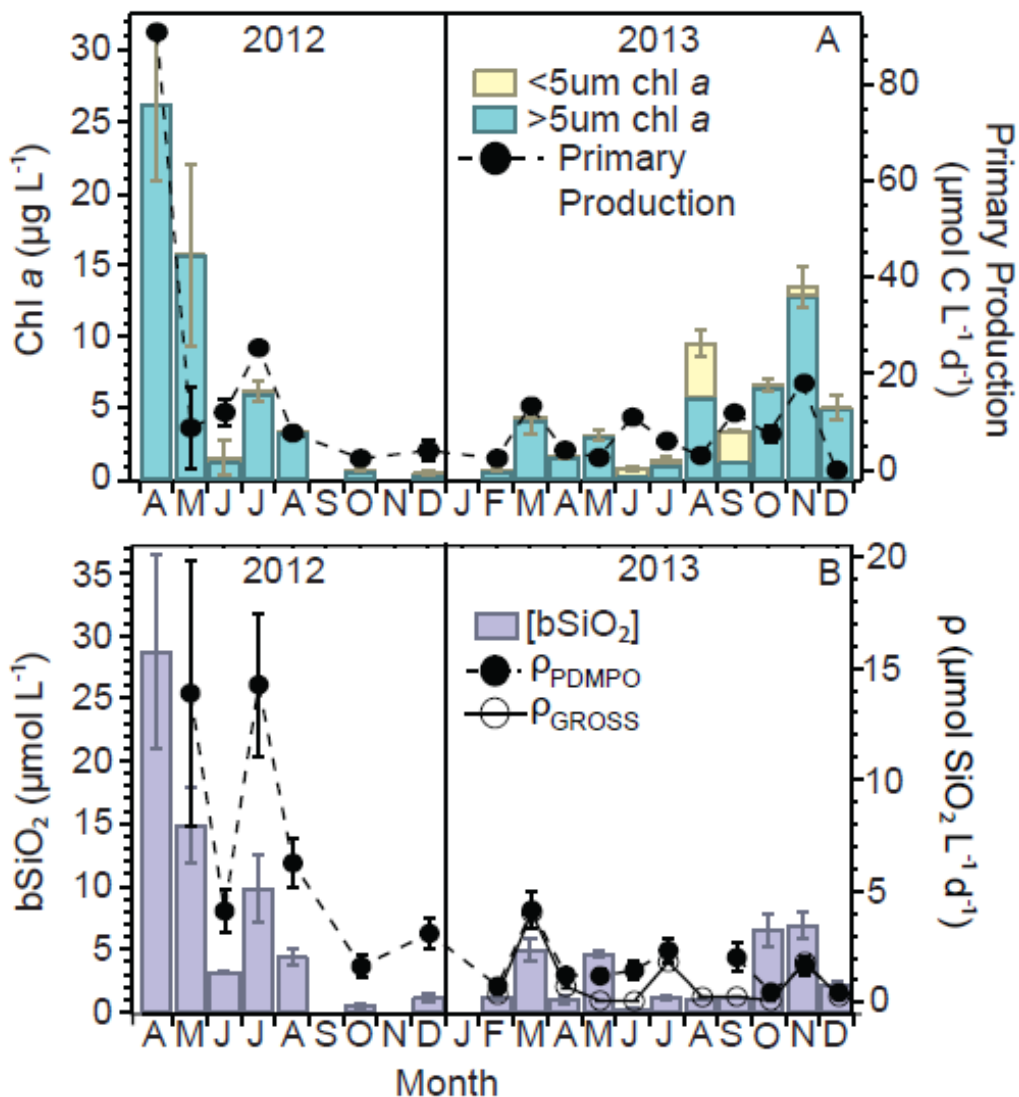 2012 2013 A
<5um chl a
>5um chl a
Primary
Production
Chl a (µg L⁻¹)
30
25
20
15
10
5
0
Primary Production
(µmol C L⁻¹ d⁻¹)
80
60
40
20
0
A M J J A S O N D J F M A M J J A S O N D
2012 2013 B
[bSiO₂]
ρPDMPO
ρGROSS
bSiO₂ (µmol L⁻¹)
35
30
25
20
15
10
5
0
ρ (µmol SiO₂ L⁻¹ d⁻¹)
20
15
10
5
0
A M J J A S O N D J F M A M J J A S O N D
Month